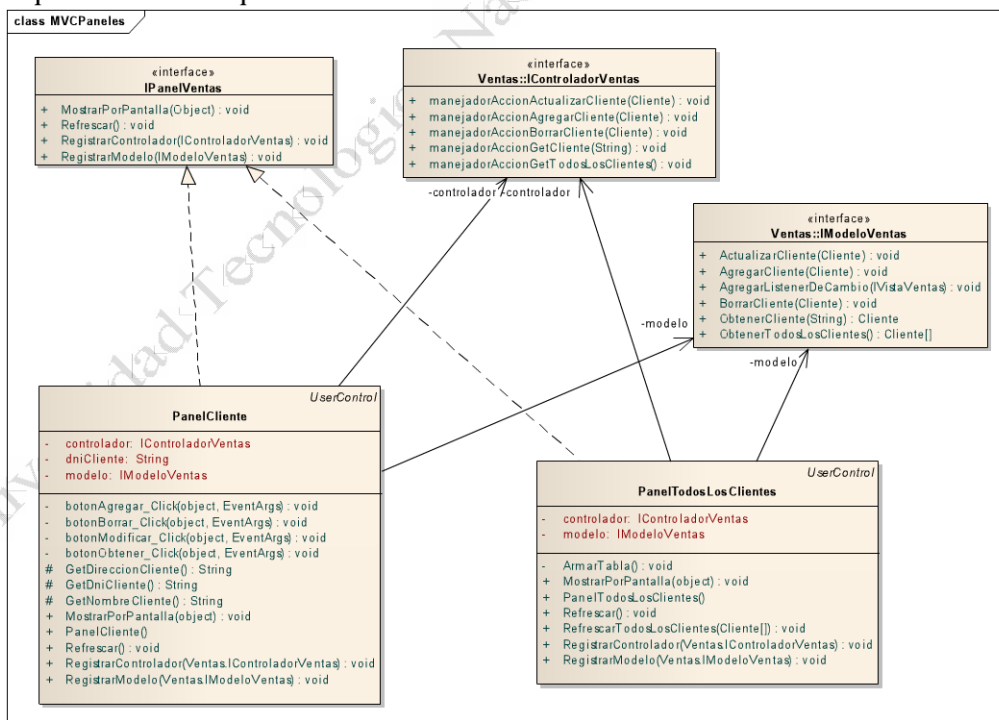 class MVCPaneles
«interface»
IPanelVentas
+ MostrarPorPantalla(Object) : void
+ Refrescar() : void
+ RegistrarControlador(IControladorVentas) : void
+ RegistrarModelo(IModeloVentas) : void
«interface»
Ventas::IControladorVentas
+ manejadorAccionActualizarCliente(Cliente) : void
+ manejadorAccionAgregarCliente(Cliente) : void
+ manejadorAccionBorrarCliente(Cliente) : void
+ manejadorAccionGetCliente(String) : void
+ manejadorAccionGetTodosLosClientes() : void
-controlador
-controlador
«interface»
Ventas::IModeloVentas
+ ActualizarCliente(Cliente) : void
+ AgregarCliente(Cliente) : void
+ AgregarListenerDeCambio(IVistaVentas) : void
+ BorrarCliente(Cliente) : void
+ ObtenerCliente(String) : Cliente
+ ObtenerTodosLosClientes() : Cliente[]
-modelo
-modelo
UserControl
PanelCliente
- controlador: IControladorVentas
- dniCliente: String
- modelo: IModeloVentas
- botonAgregar_Click(object, EventArgs) : void
- botonBorrar_Click(object, EventArgs) : void
- botonModificar_Click(object, EventArgs) : void
- botonObtener_Click(object, EventArgs) : void
# GetDireccionCliente() : String
# GetDniCliente() : String
# GetNombreCliente() : String
+ MostrarPorPantalla(object) : void
+ PanelCliente()
+ Refrescar() : void
+ RegistrarControlador(Ventas.IControladorVentas) : void
+ RegistrarModelo(Ventas.IModeloVentas) : void
UserControl
PanelTodosLosClientes
- controlador: IControladorVentas
- modelo: IModeloVentas
- ArmarTabla() : void
+ MostrarPorPantalla(object) : void
+ PanelTodosLosClientes()
+ Refrescar() : void
+ RefrescarTodosLosClientes(Cliente[]) : void
+ RegistrarControlador(Ventas.IControladorVentas) : void
+ RegistrarModelo(Ventas.IModeloVentas) : void